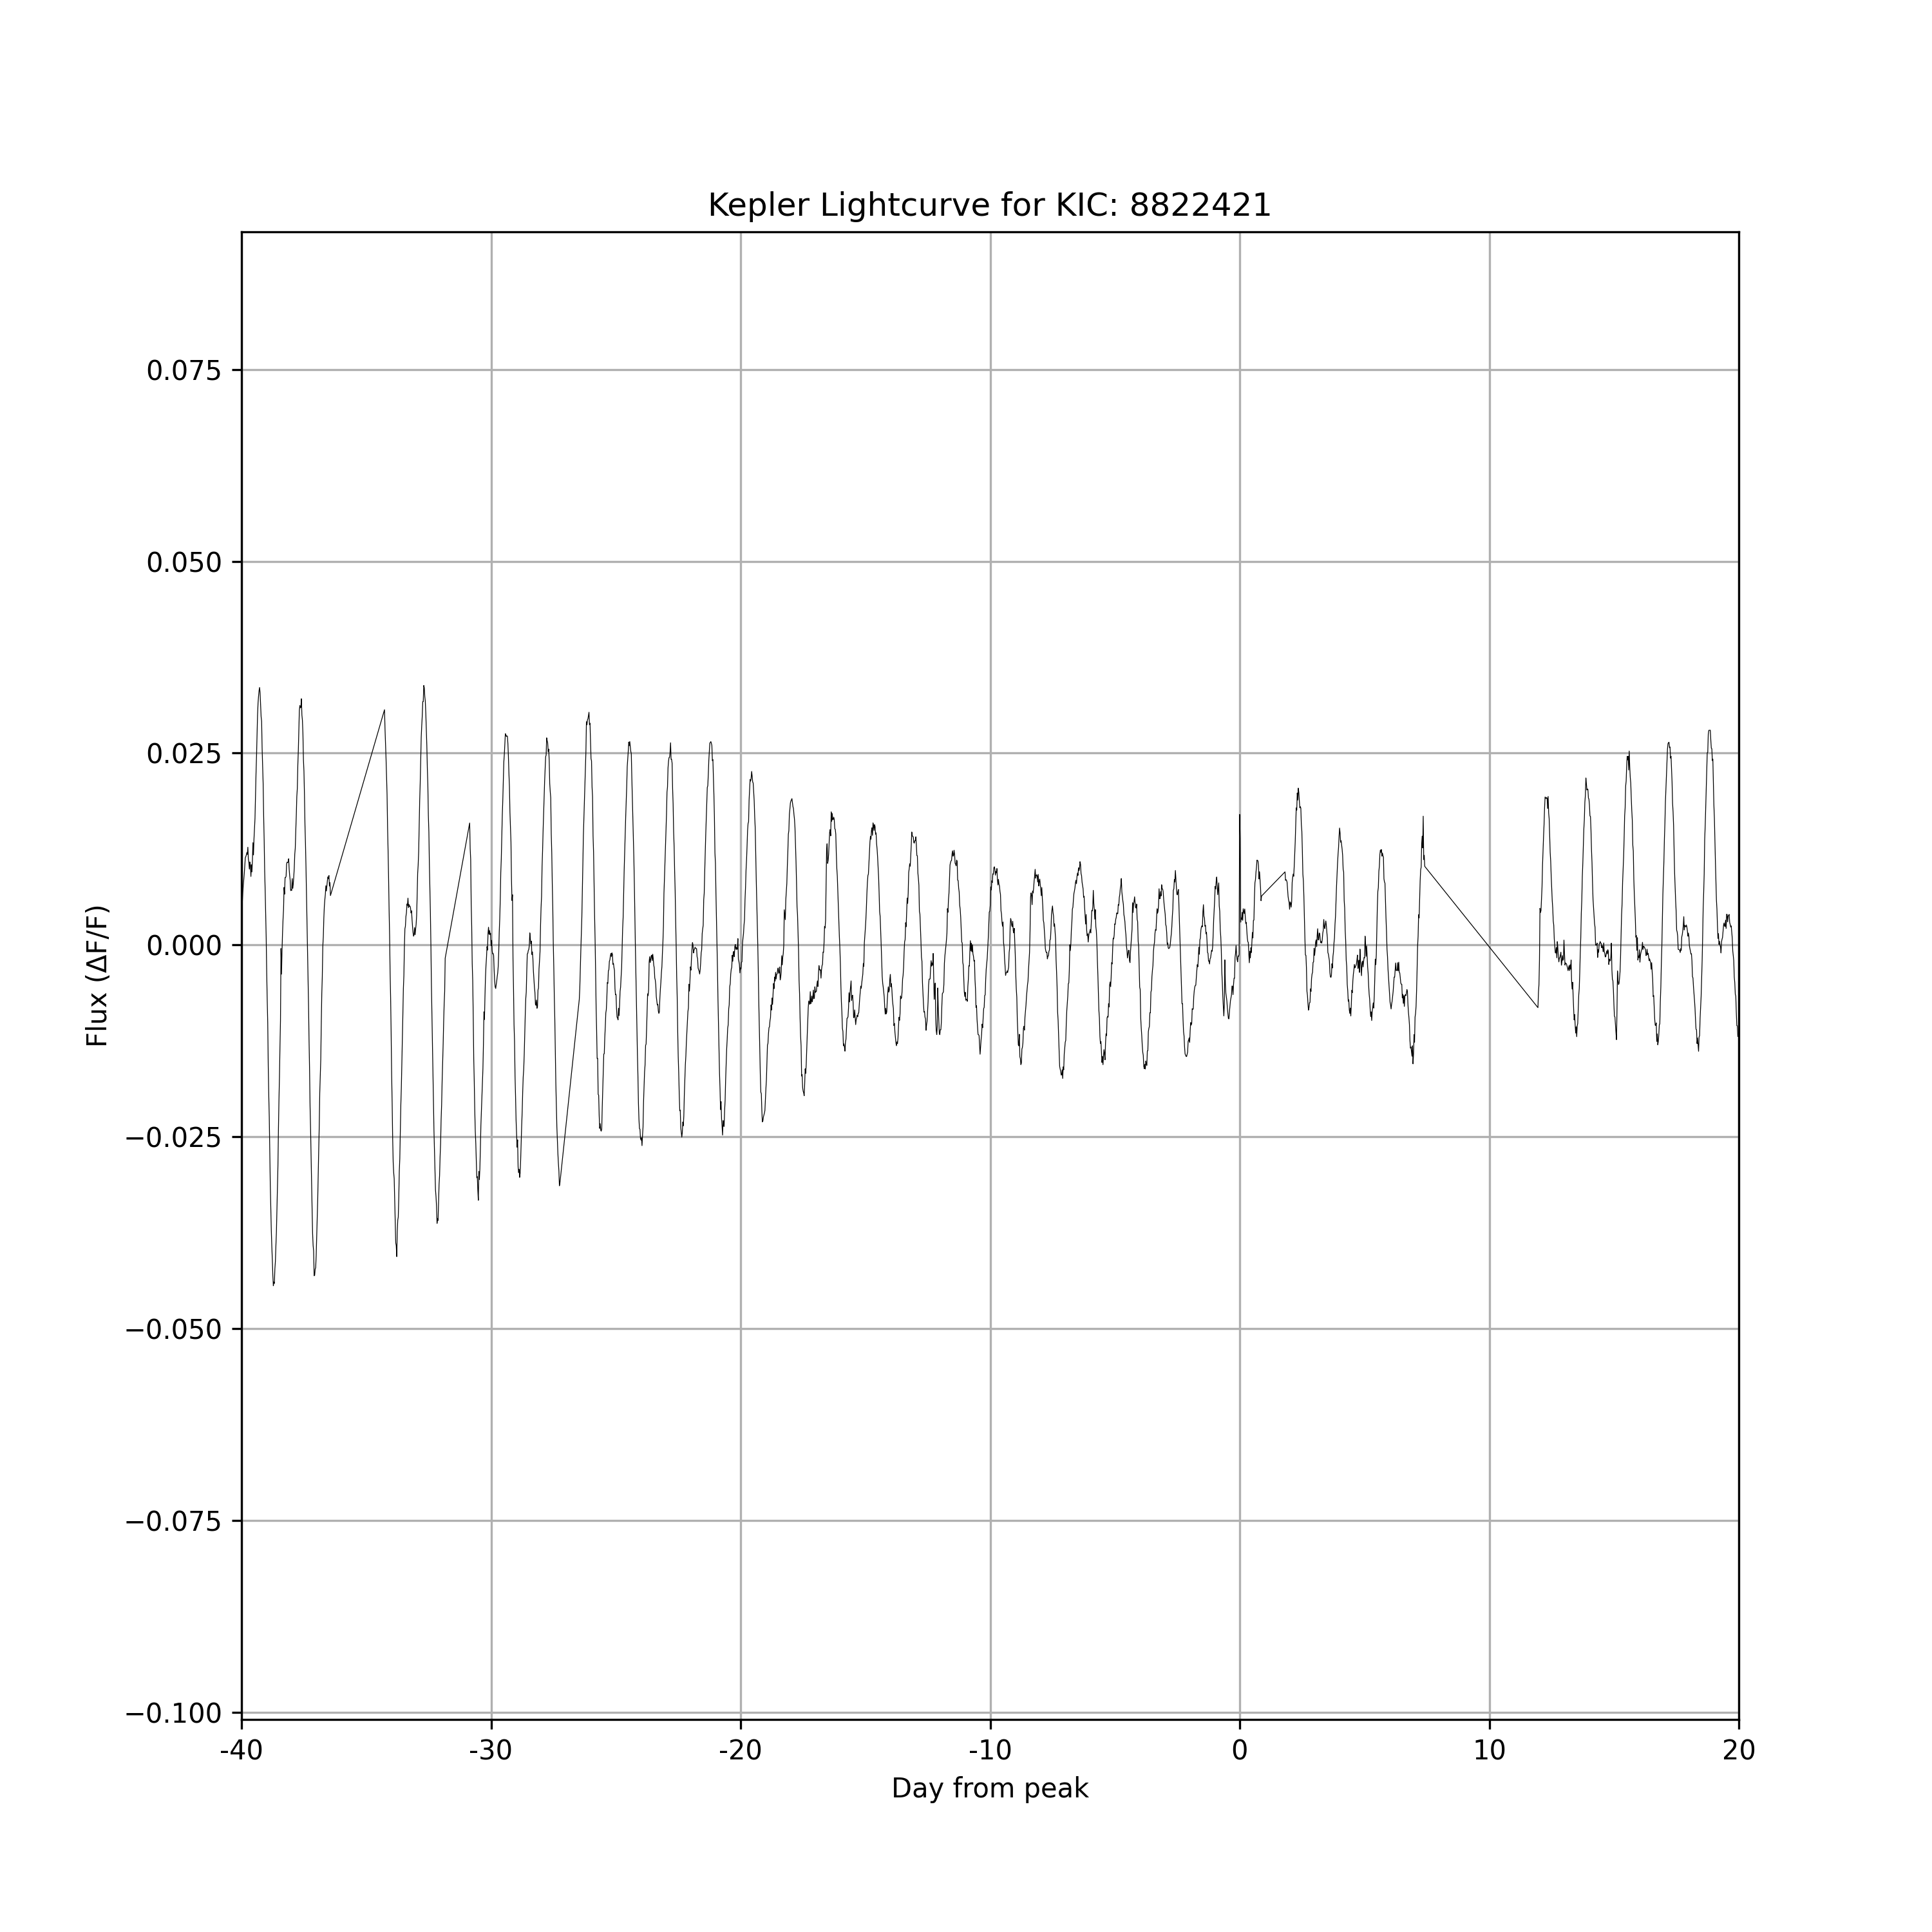 Kepler Lightcurve for KIC: 8822421
0.075
0.050
0.025
0.000
−0.025
−0.050
−0.075
−0.100
Flux (ΔF/F)
-40 -30 -20 -10 0 10 20
Day from peak